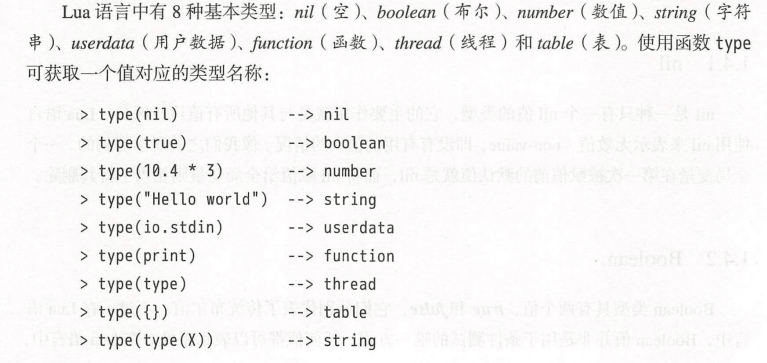 Lua 语言中有 8 种基本类型：nil（空）、boolean（布尔）、number（数值）、string（字符
串）、userdata（用户数据）、function（函数）、thread（线程）和 table（表）。使用函数 type
可获取一个值对应的类型名称：
> type(nil) --> nil
> type(true) --> boolean
> type(10.4 * 3) --> number
> type("Hello world") --> string
> type(io.stdin) --> userdata
> type(print) --> function
> type(type) --> thread
> type({}) --> table
> type(type(X)) --> string